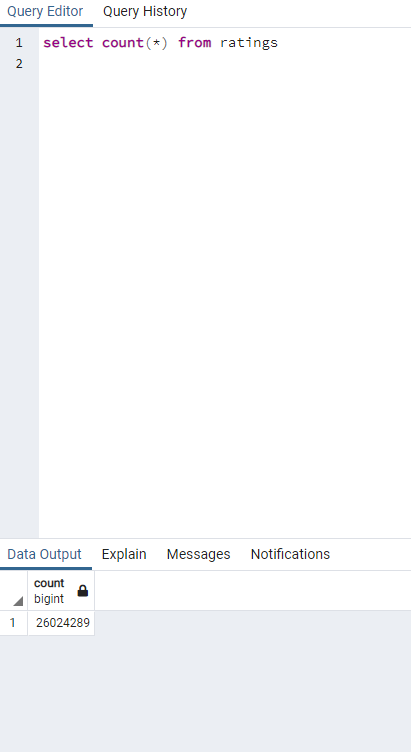 Query Editor Query History
1 select count(*) from ratings
2
Data Output Explain Messages Notifications
count
bigint
1 26024289